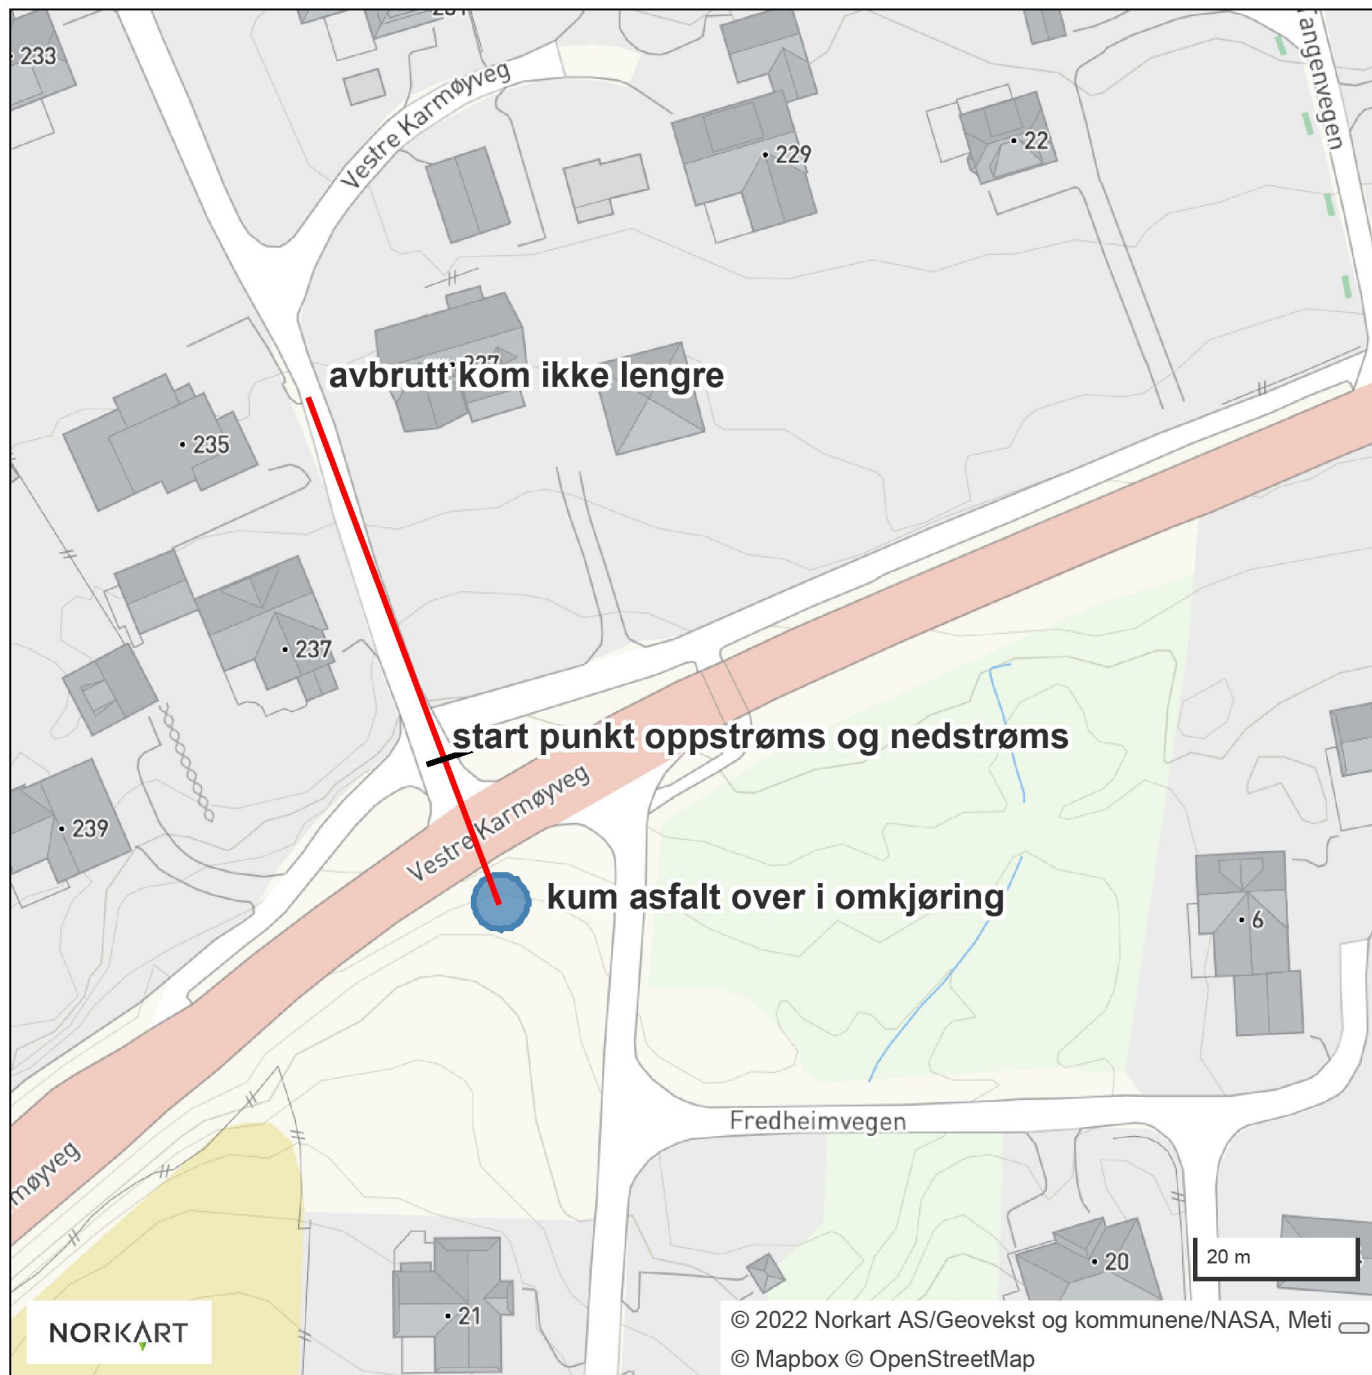 233
Vestre Karmøyveg
229
22
Tangenvegen
227
avbrutt kom ikke lengre
235
237
start punkt oppstrøms og nedstrøms
239
Vestre Karmøyveg
kum asfalt over i omkjøring
6
Fredheimvegen
møyveg
20
20 m
21
NORKART
© 2022 Norkart AS/Geovekst og kommunene/NASA, Meti
© Mapbox © OpenStreetMap